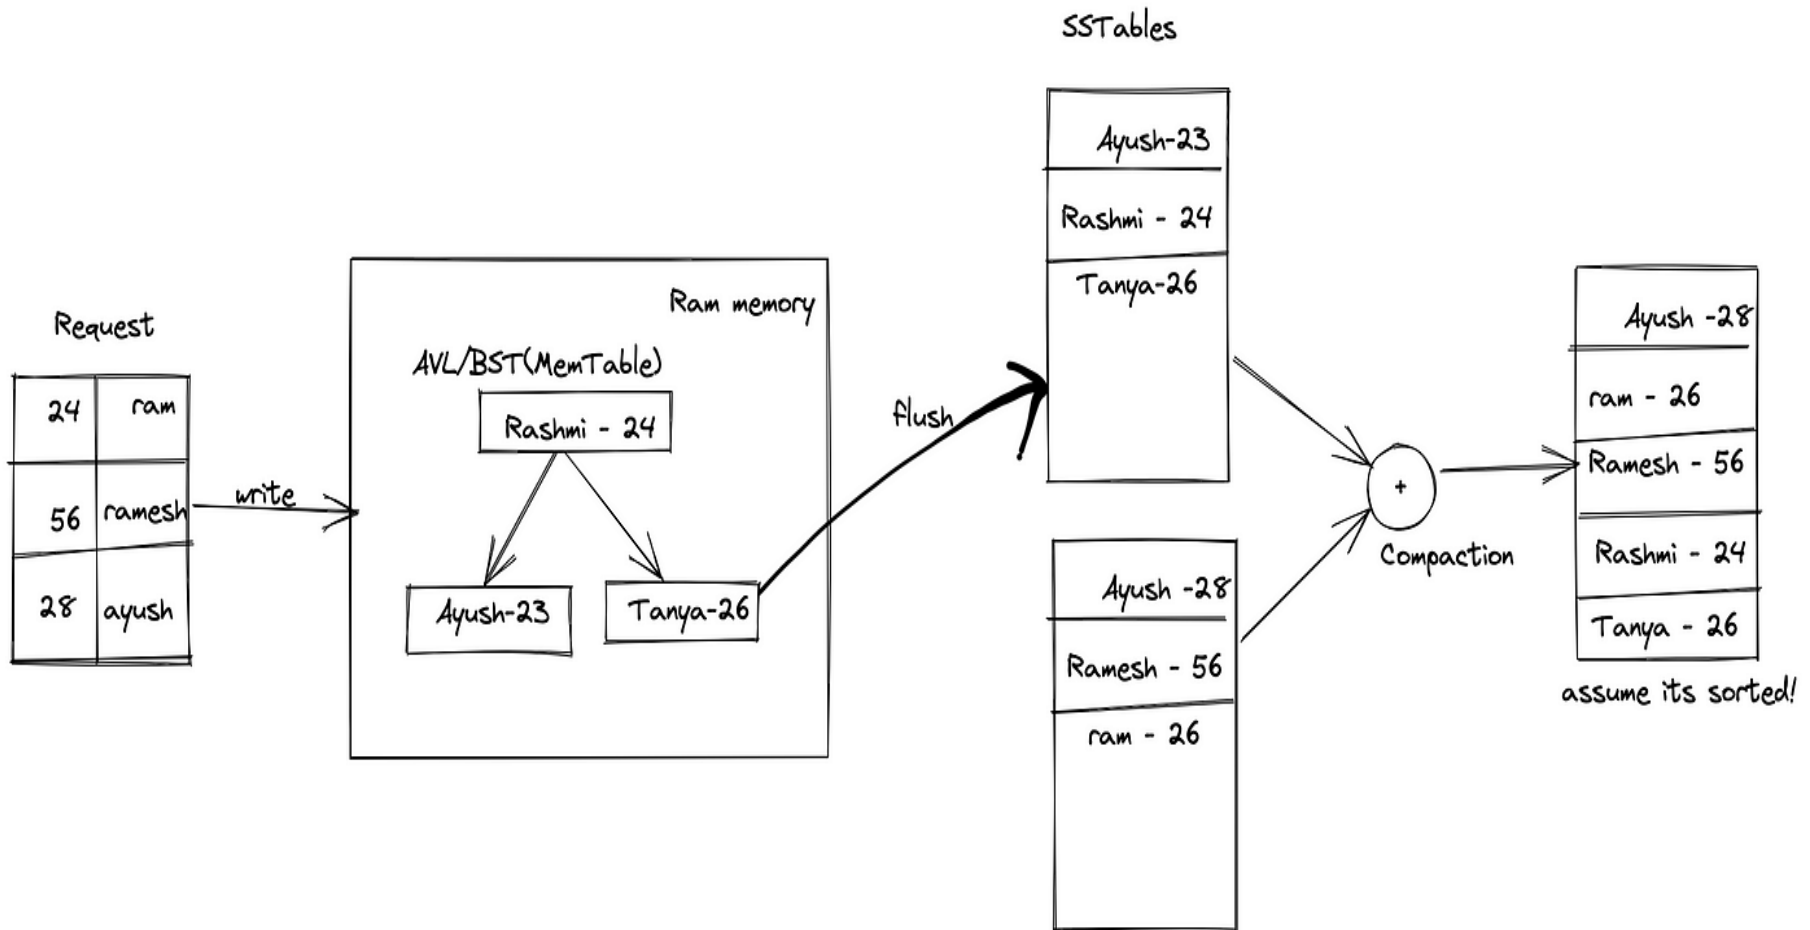 SSTables
Ayush-23
Rashmi - 24
Tanya-26
Request
24 ram
56 ramesh
28 ayush
write
Ram memory
AVL/BST(MemTable)
Rashmi - 24
Ayush-23
Tanya-26
flush
Ayush -28
Ramesh - 56
ram - 26
+
Compaction
Ayush -28
ram - 26
Ramesh - 56
Rashmi - 24
Tanya - 26
assume its sorted!